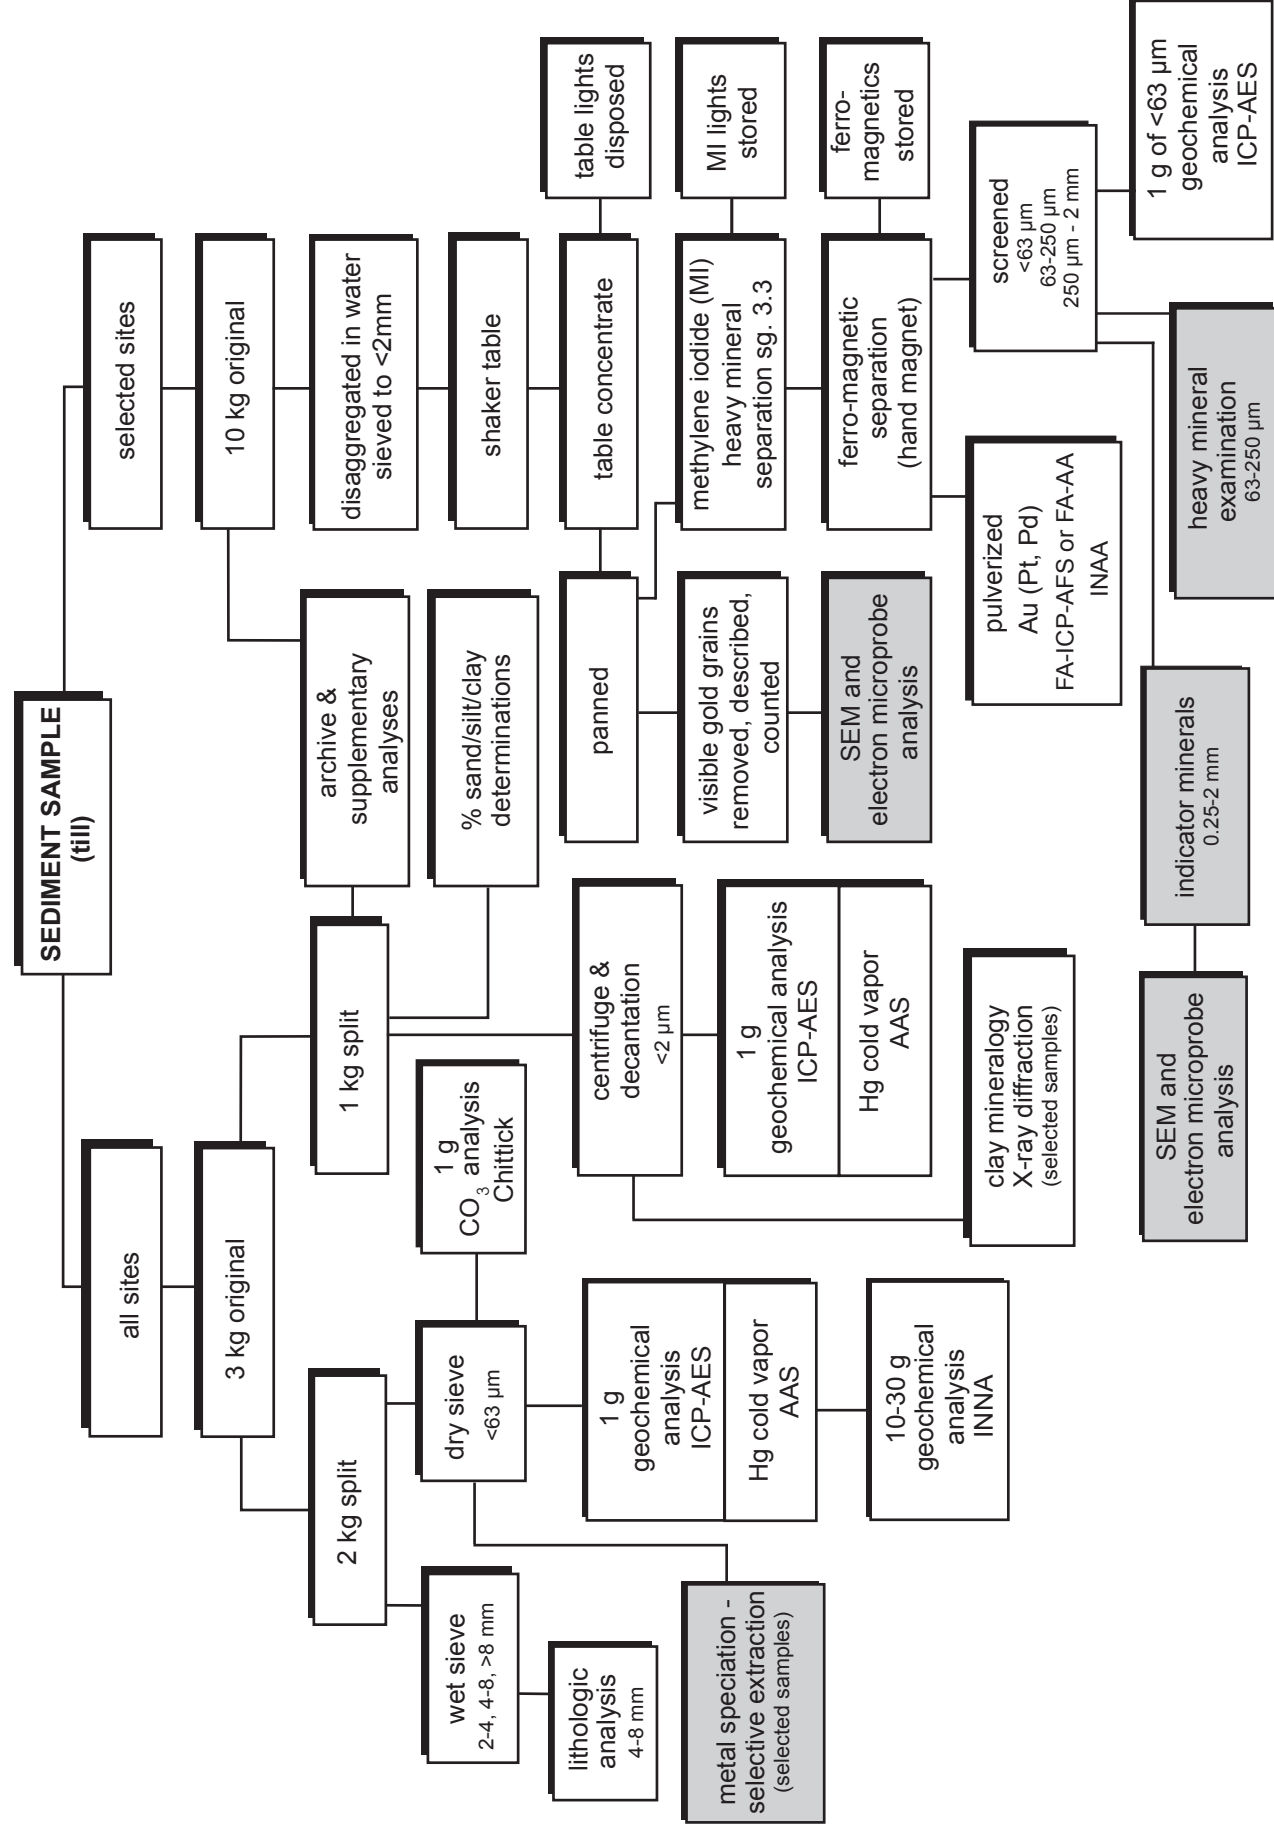 SEDIMENT SAMPLE
(till)
all sites
3 kg original
2 kg split
wet sieve
2-4, 4-8, >8 mm
lithologic
analysis
4-8 mm
dry sieve
<63 µm
1 g
CO3 analysis
Chittick
metal speciation -
selective extraction
(selected samples)
1 g
geochemical
analysis
ICP-AES
Hg cold vapor
AAS
10-30 g
geochemical
analysis
INNA
1 kg split
archive &
supplementary
analyses
% sand/silt/clay
determinations
centrifuge &
decantation
<2 µm
1 g
geochemical analysis
ICP-AES
Hg cold vapor
AAS
clay mineralogy
X-ray diffraction
(selected samples)
selected sites
10 kg original
disaggregated in water
sieved to <2mm
shaker table
table concentrate
table lights
disposed
panned
visible gold grains
removed, described,
counted
SEM and
electron microprobe
analysis
methylene iodide (MI)
heavy mineral
separation sg. 3.3
MI lights
stored
ferro-magnetic
separation
(hand magnet)
ferro-
magnetics
stored
pulverized
Au (Pt, Pd)
FA-ICP-AFS or FA-AA
INAA
screened
<63 µm
63-250 µm
250 µm - 2 mm
1 g of <63 µm
geochemical
analysis
ICP-AES
heavy mineral
examination
63-250 µm
indicator minerals
0.25-2 mm
SEM and
electron microprobe
analysis